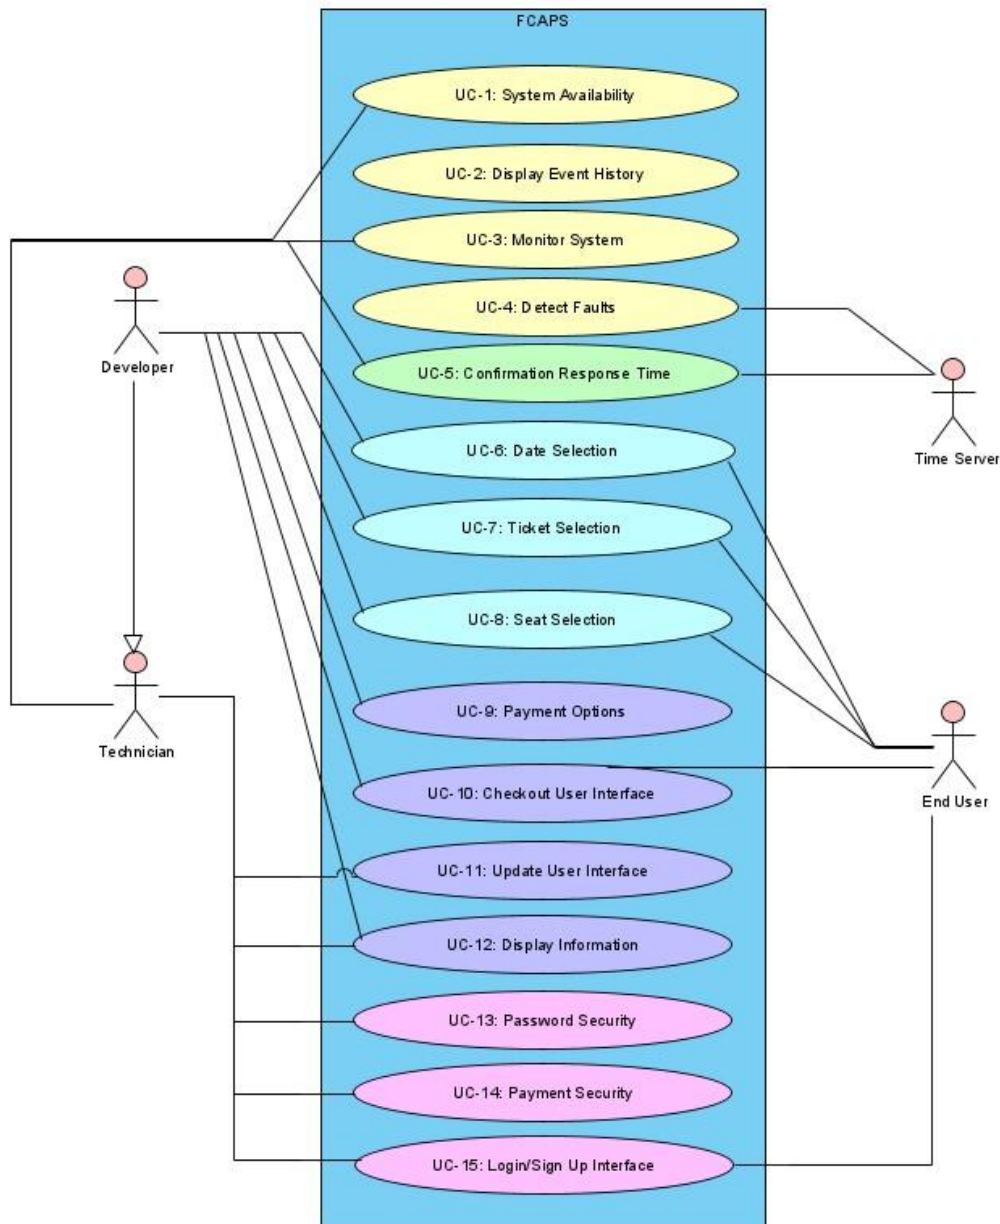 FCAPS
UC-1: System Availability
UC-2: Display Event History
UC-3: Monitor System
UC-4: Detect Faults
Developer
UC-5: Confirmation Response Time
UC-6: Date Selection
Time Server
UC-7: Ticket Selection
UC-8: Seat Selection
UC-9: Payment Options
Technician
UC-10: Checkout User Interface
End User
UC-11: Update User Interface
UC-12: Display Information
UC-13: Password Security
UC-14: Payment Security
UC-15: Login/Sign Up Interface